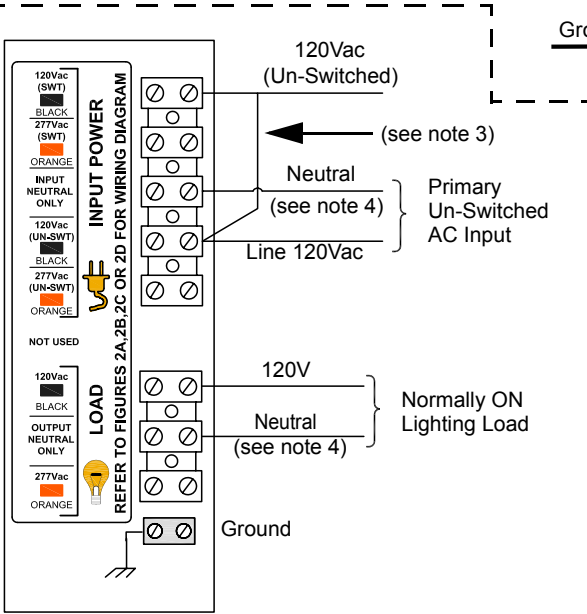 Gro
120Vac
(Un-Switched)
(see note 3)
Neutral
(see note 4)
Line 120Vac
Primary
Un-Switched
AC Input
120V
Neutral
(see note 4)
Normally ON
Lighting Load
Ground
120Vac
(SWT)
BLACK
277Vac
(SWT)
ORANGE
INPUT
NEUTRAL
ONLY
120Vac
(UN-SWT)
BLACK
277Vac
(UN-SWT)
ORANGE
NOT USED
120Vac
BLACK
OUTPUT
NEUTRAL
ONLY
277Vac
ORANGE
INPUT POWER
LOAD
REFER TO FIGURES 2A,2B,2C OR 2D FOR WIRING DIAGRAM